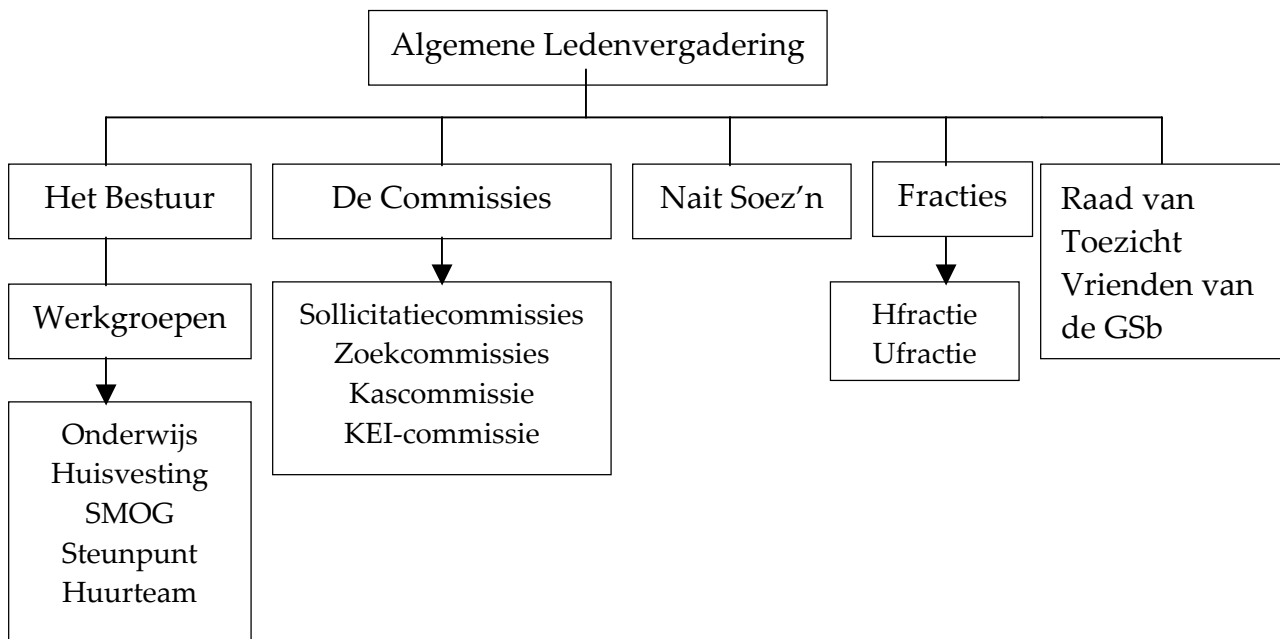 Algemene Ledenvergadering
Het Bestuur
De Commissies
Nait Soez’n
Fracties
Raad van
Toezicht
Vrienden van
de GSb
Werkgroepen
Sollicitatiecommissies
Zoekcommissies
Kascommissie
KEI-commissie
Hfractie
Ufractie
Onderwijs
Huisvesting
SMOG
Steunpunt
Huurteam